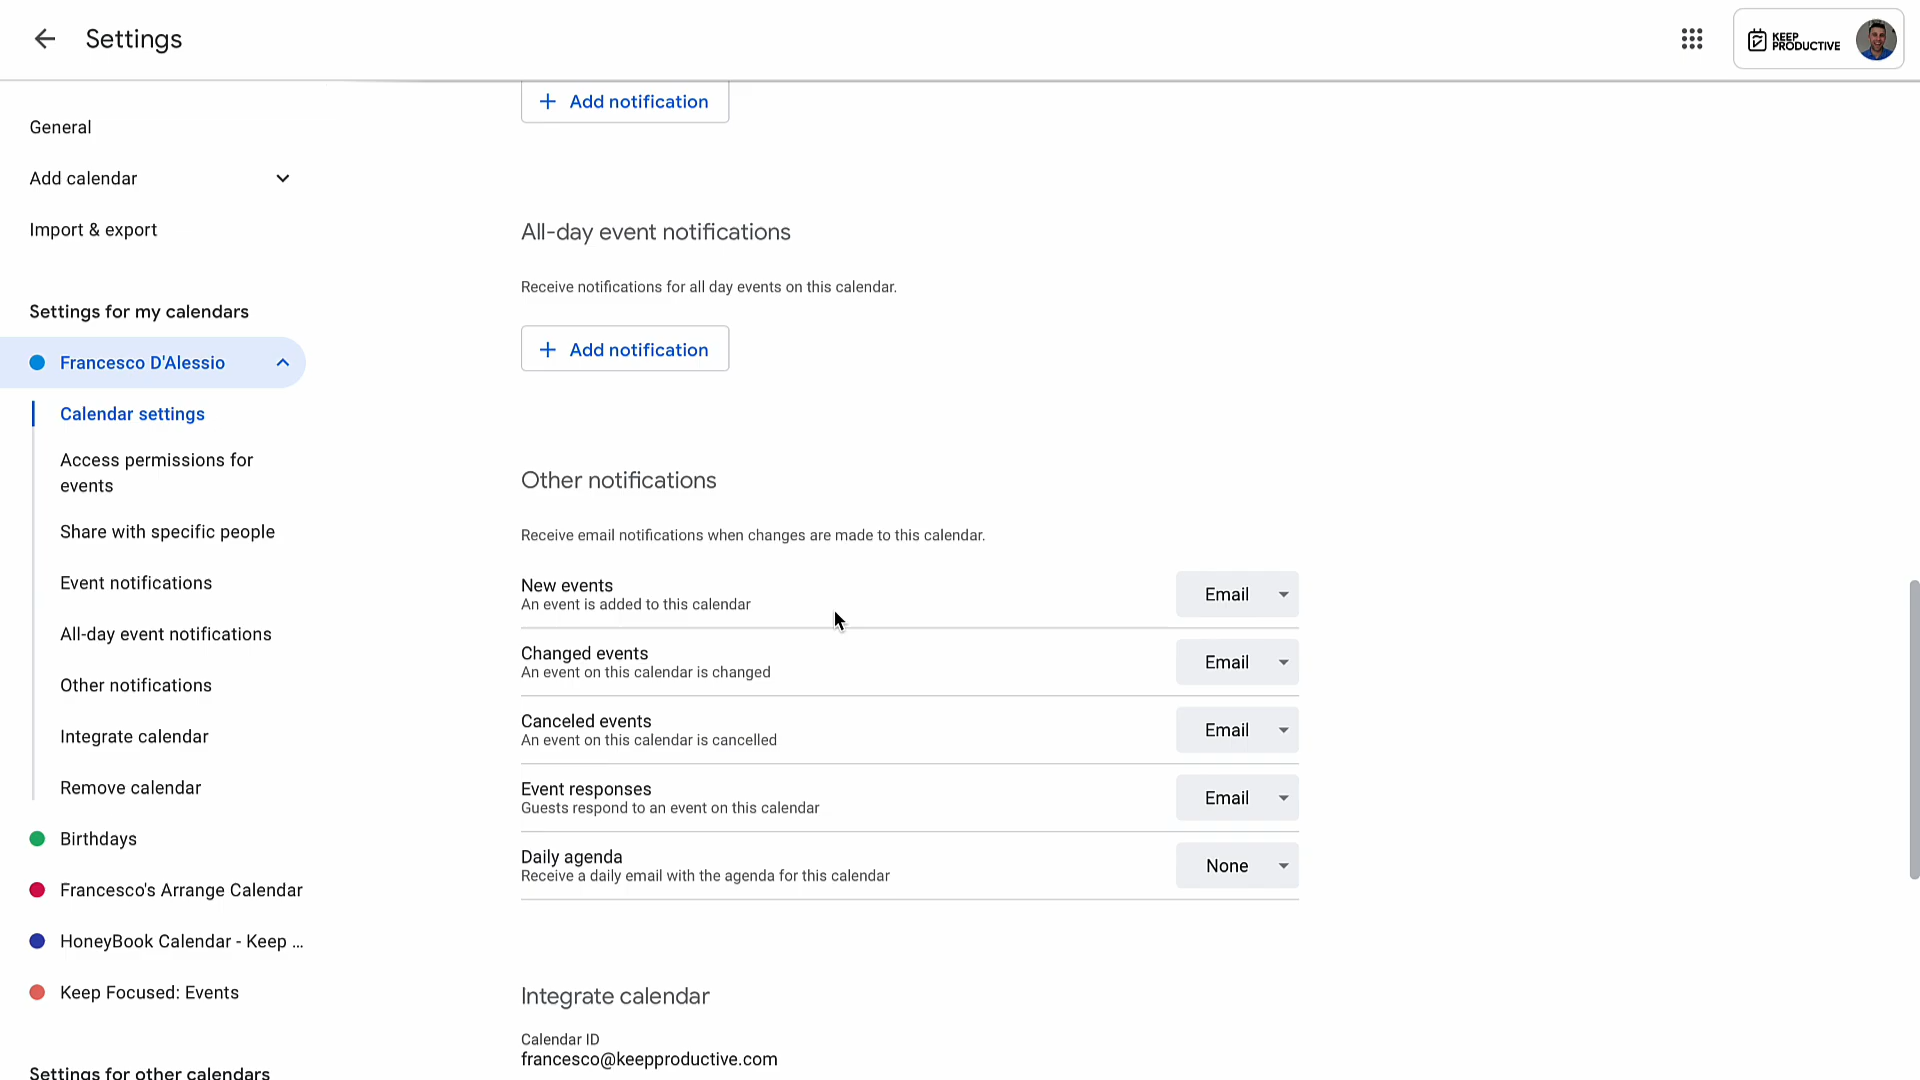 Settings
KEEP
PRODUCTIVE
General
Add calendar
Import & export
Settings for my calendars
Francesco D'Alessio
Calendar settings
Access permissions for
events
Share with specific people
Event notifications
All-day event notifications
Other notifications
Integrate calendar
Remove calendar
Birthdays
Francesco's Arrange Calendar
HoneyBook Calendar - Keep ...
Keep Focused: Events
Settings for other calendars
+ Add notification
All-day event notifications
Receive notifications for all day events on this calendar.
+ Add notification
Other notifications
Receive email notifications when changes are made to this calendar.
New events
An event is added to this calendar
Email
Changed events
An event on this calendar is changed
Email
Canceled events
An event on this calendar is cancelled
Email
Event responses
Guests respond to an event on this calendar
Email
Daily agenda
Receive a daily email with the agenda for this calendar
None
Integrate calendar
Calendar ID
francesco@keepproductive.com